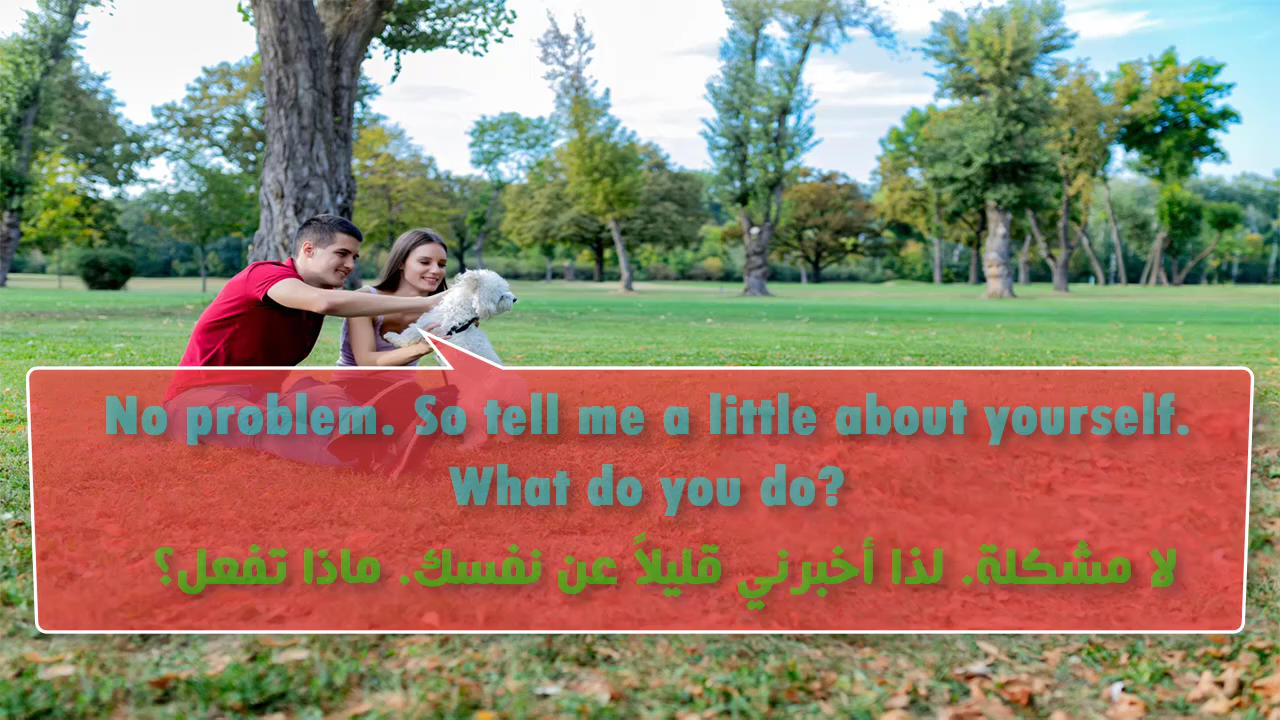 No problem. So tell me a little about yourself.
What do you do?
لا مشكلة. لذا أخبرني قليلاً عن نفسك. ماذا تفعل؟